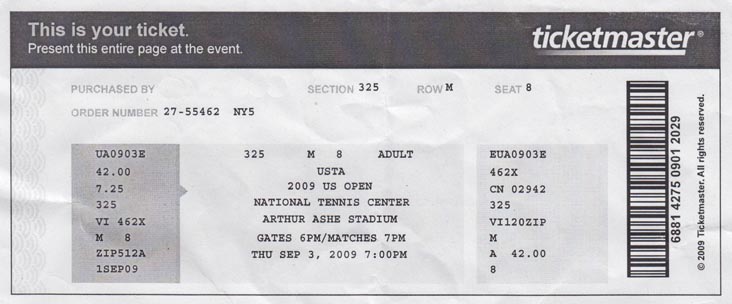 This is your ticket.
Present this entire page at the event.
ticketmaster®
PURCHASED BY
SECTION 325 ROW M SEAT 8
ORDER NUMBER 27-55462 NY5
UA0903E
42.00
7.25
325
VI 462X
M 8
ZIP512A
1SEP09
325 M 8 ADULT
USTA
2009 US OPEN
NATIONAL TENNIS CENTER
ARTHUR ASHE STADIUM
GATES 6PM/MATCHES 7PM
THU SEP 3, 2009 7:00PM
EUA0903E
462X
CN 02942
325
VI120ZIP
M
A 42.00
8
6881 4275 0901 2029
© 2009 Ticketmaster. All rights reserved.